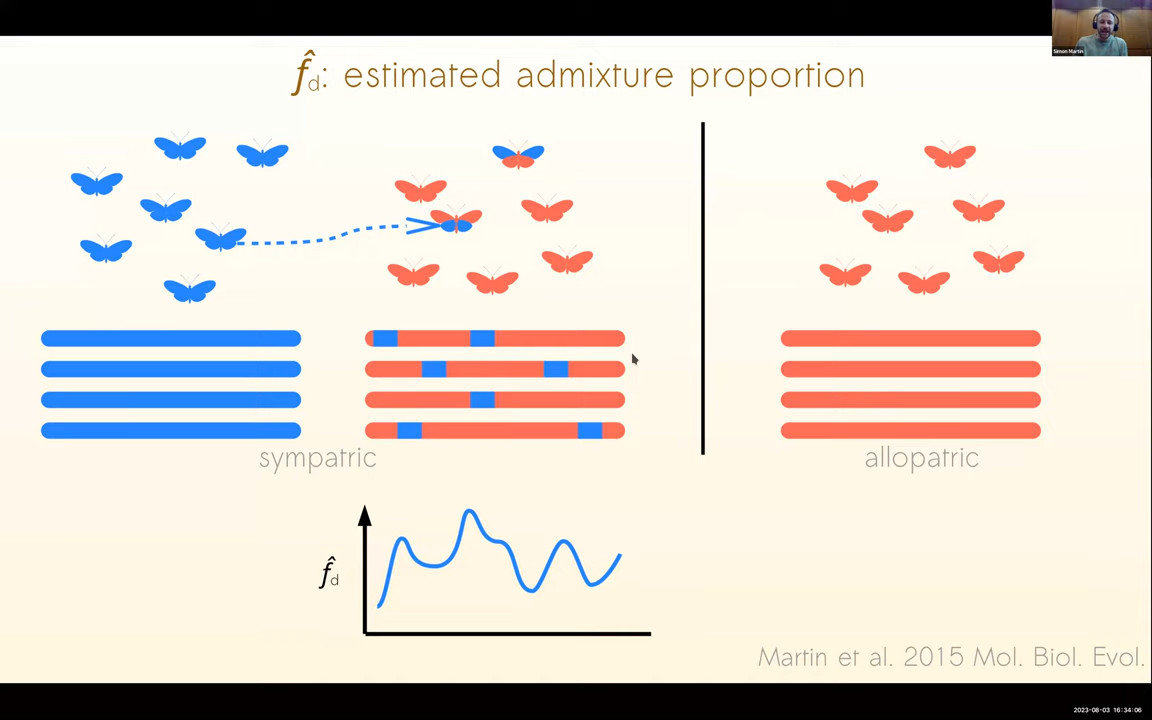 f̂d: estimated admixture proportion
Simon Martin
sympatric
allopatric
f̂d
Martin et al. 2015 Mol. Biol. Evol.
2023-08-03 16:34:06